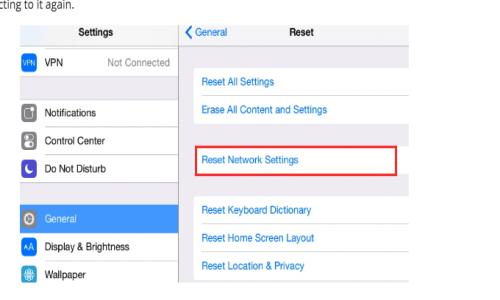 cting to it again.
Settings
General
Reset
VPN
VPN
Not Connected
Reset All Settings
Erase All Content and Settings
Notifications
Control Center
Do Not Disturb
Reset Network Settings
General
Display & Brightness
Wallpaper
AA
Reset Keyboard Dictionary
Reset Home Screen Layout
Reset Location & Privacy